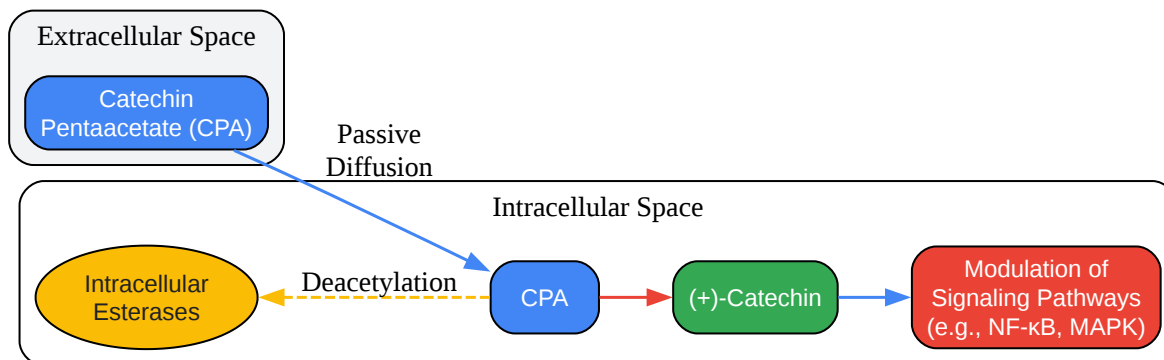 Extracellular Space
Catechin
Pentaacetate (CPA)
Passive
Diffusion
Intracellular Space
Intracellular
Esterases
Deacetylation
CPA
(+)-Catechin
Modulation of
Signaling Pathways
(e.g., NF-κB, MAPK)